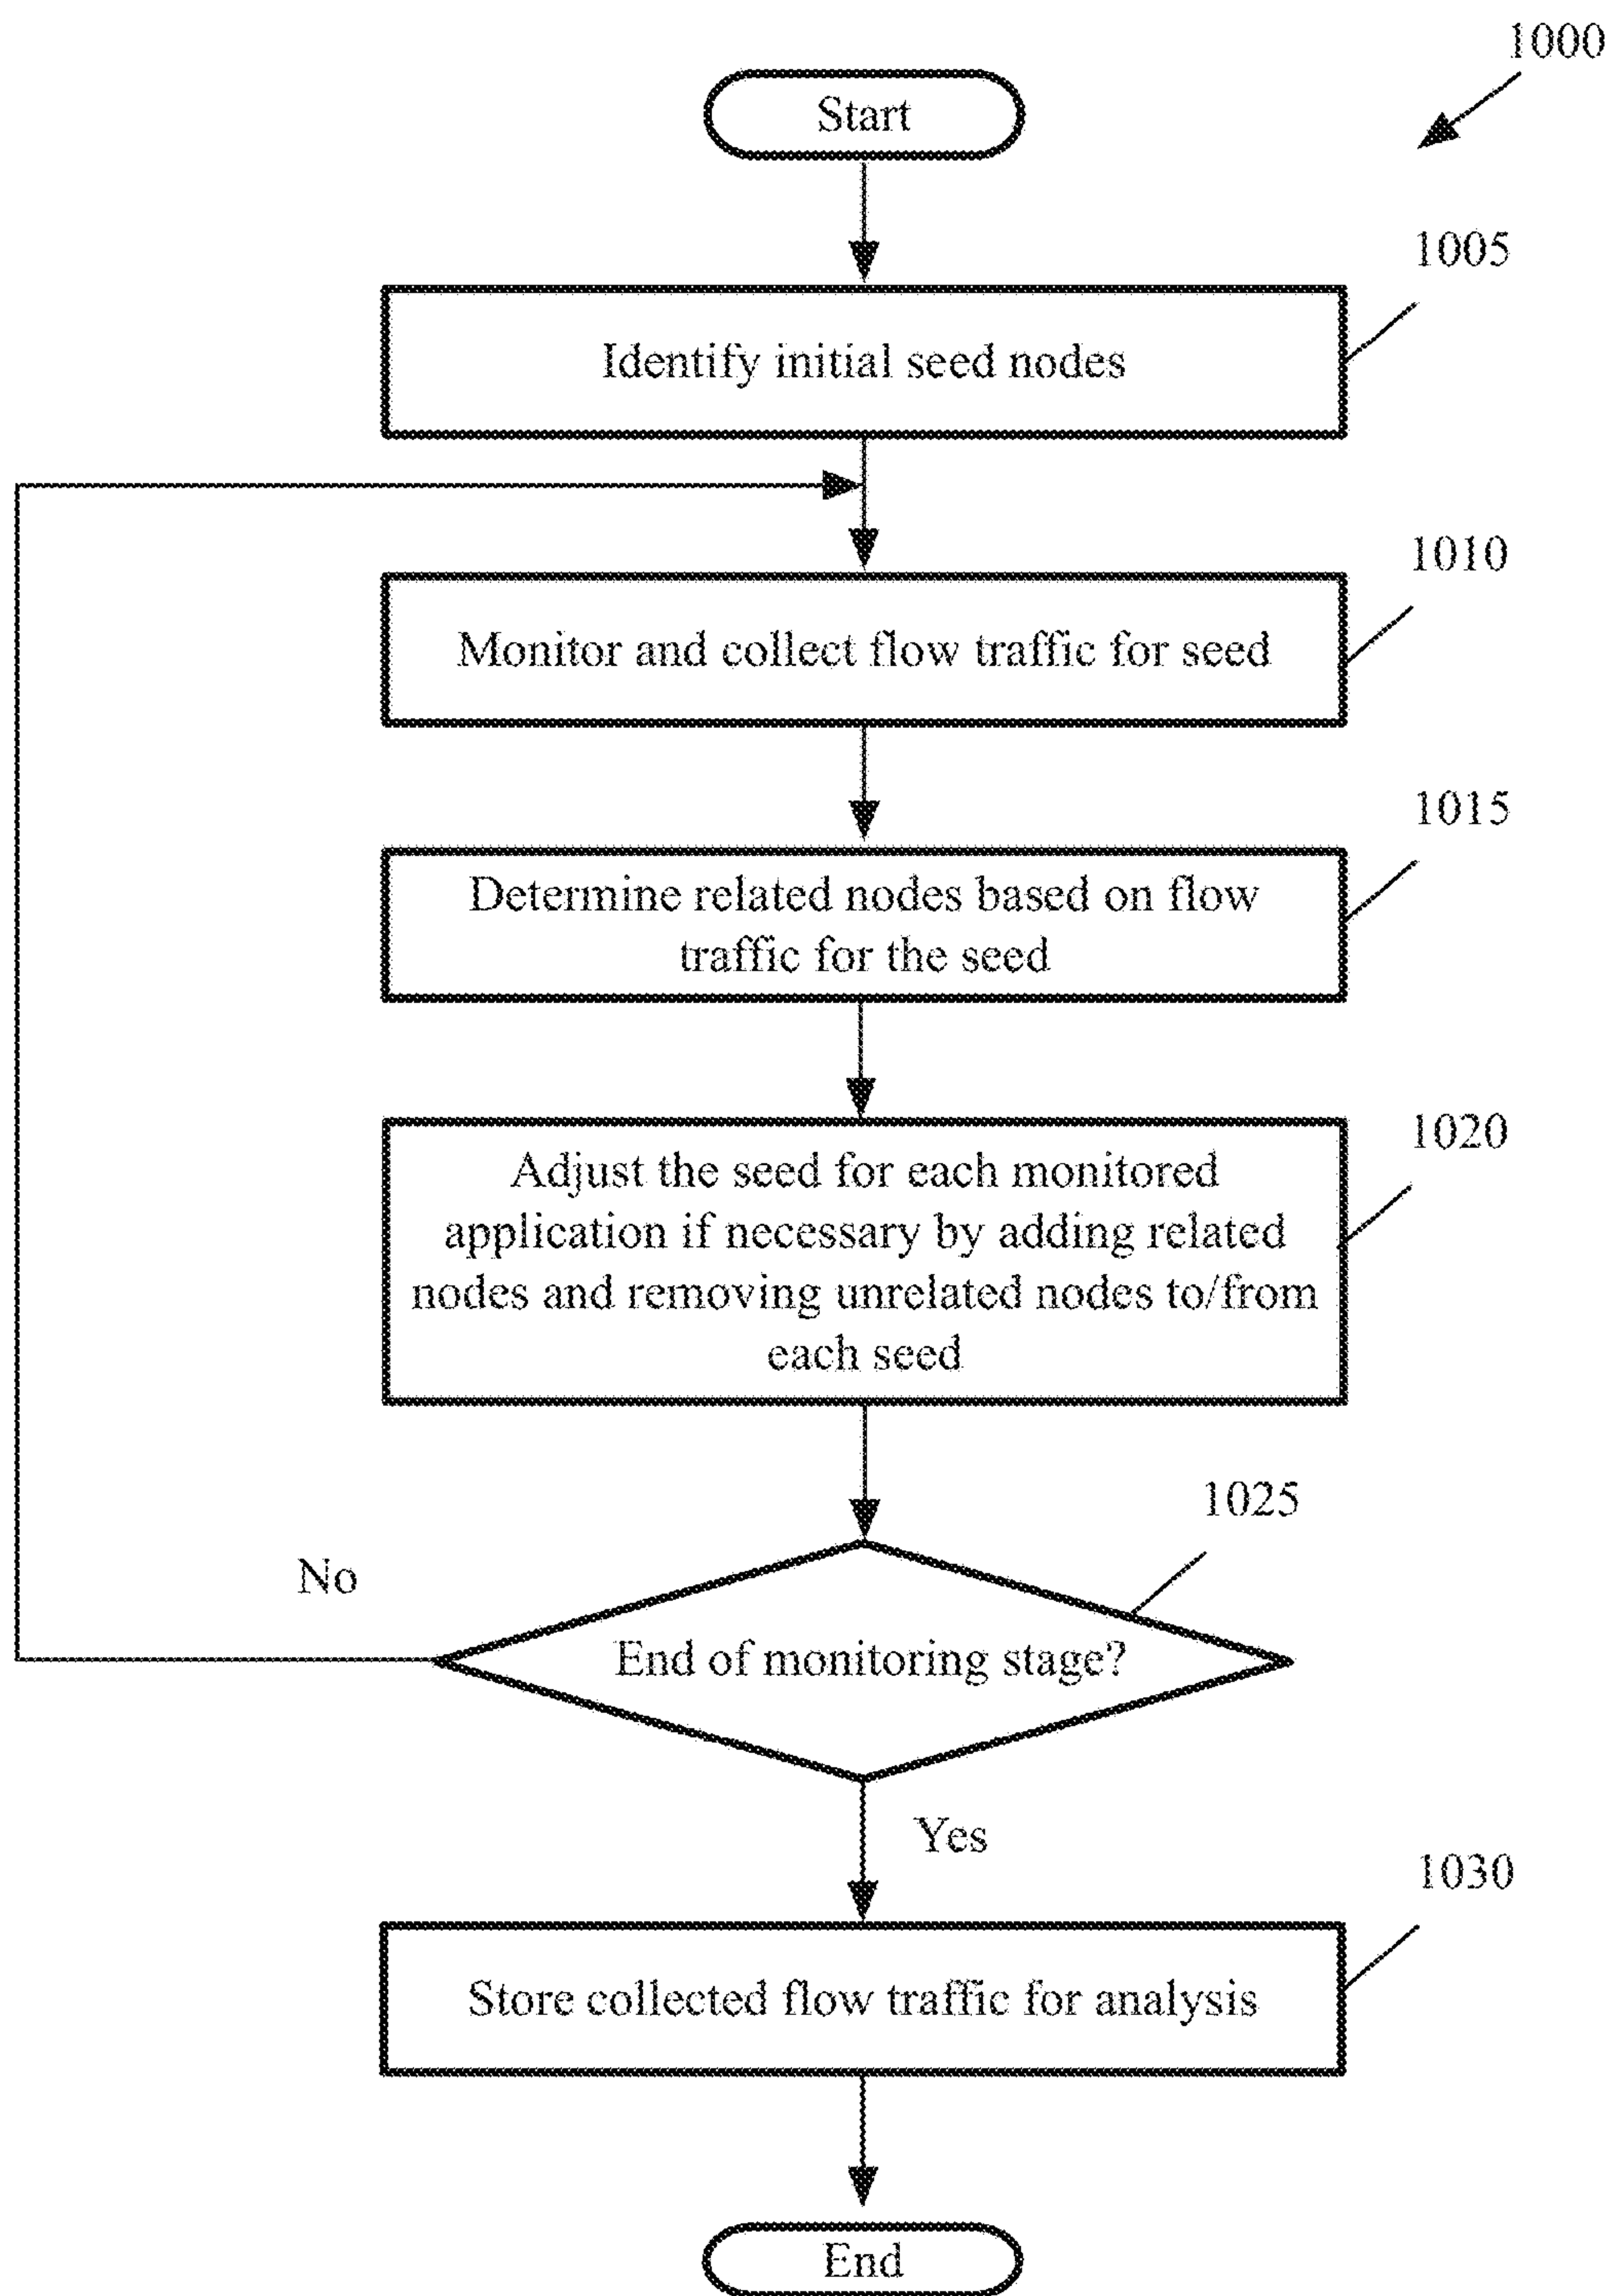 1000
Start
1005
Identify initial seed nodes
1010
Monitor and collect flow traffic for seed
1015
Determine related nodes based on flow
traffic for the seed
1020
Adjust the seed for each monitored
application if necessary by adding related
nodes and removing unrelated nodes to/from
each seed
1025
No
End of monitoring stage?
Yes
1030
Store collected flow traffic for analysis
End